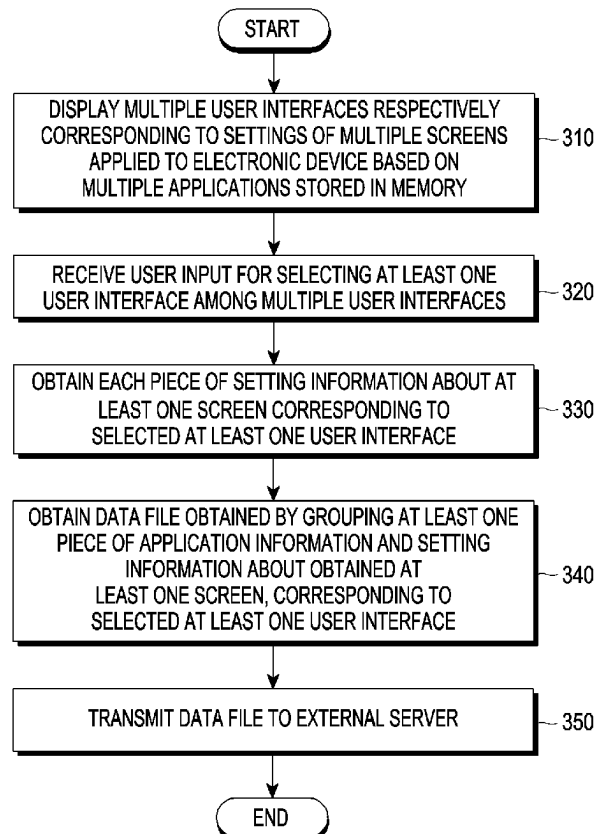 START
DISPLAY MULTIPLE USER INTERFACES RESPECTIVELY
CORRESPONDING TO SETTINGS OF MULTIPLE SCREENS
APPLIED TO ELECTRONIC DEVICE BASED ON
MULTIPLE APPLICATIONS STORED IN MEMORY
310
RECEIVE USER INPUT FOR SELECTING AT LEAST ONE
USER INTERFACE AMONG MULTIPLE USER INTERFACES
320
OBTAIN EACH PIECE OF SETTING INFORMATION ABOUT AT
LEAST ONE SCREEN CORRESPONDING TO
SELECTED AT LEAST ONE USER INTERFACE
330
OBTAIN DATA FILE OBTAINED BY GROUPING AT LEAST ONE
PIECE OF APPLICATION INFORMATION AND SETTING
INFORMATION ABOUT OBTAINED AT
LEAST ONE SCREEN, CORRESPONDING TO
SELECTED AT LEAST ONE USER INTERFACE
340
TRANSMIT DATA FILE TO EXTERNAL SERVER
350
END